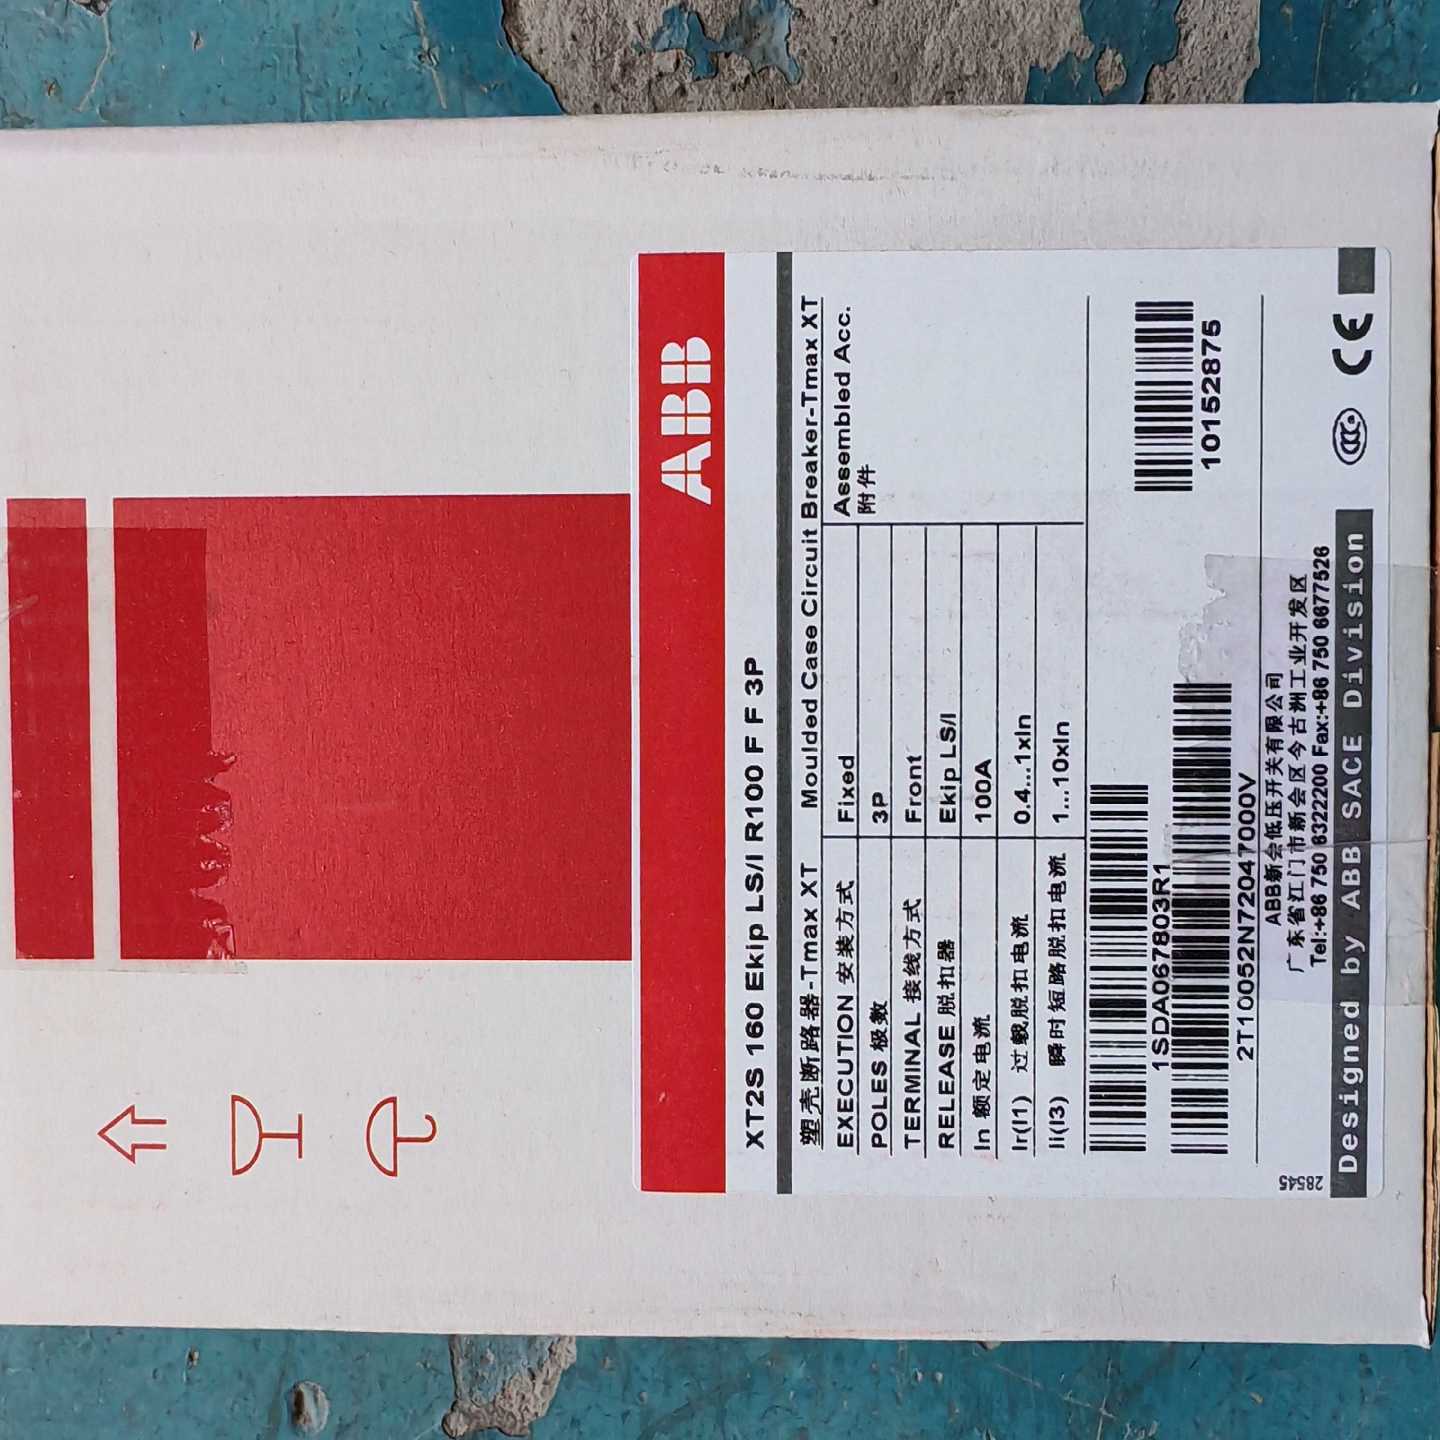 ABB
XT2S 160 Ekip LS/I R100 F F 3P
塑壳断路器-Tmax XT Moulded Case Circuit Breaker-Tmax XT
EXECUTION 安装方式 Fixed Assembled Acc.
附件
POLES 极数 3P
TERMINAL 接线方式 Front
RELEASE 脱扣器 Ekip LS/I
In 额定电流 100A
Ir(I1) 过载脱扣电流 0.4...1xIn
Ii(I3) 瞬时短路脱扣电流 1...10xIn
1SDA067803R1 10152875
2T10052N72047000V
ABB新会低压开关有限公司
广东省江门市新会区今古洲工业开发区
Tel:+86 750 6322200 Fax:+86 750 6677526
CCC CE
28545
Designed by ABB SACE Division